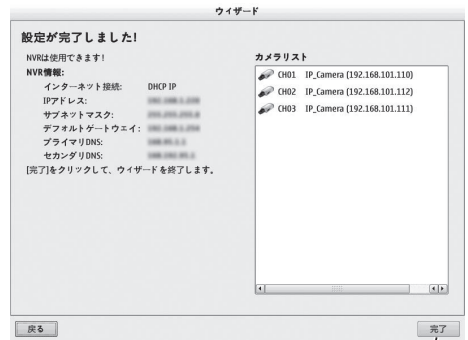 ウィザード
設定が完了しました!
NVRは使用できます!
NVR情報:
インターネット接続: DHCP IP
IPアドレス:
サブネットマスク:
デフォルトゲートウェイ:
プライマリDNS:
セカンダリDNS:
[完了]をクリックして、ウィザードを終了します。
カメラリスト
CH01 IP_Camera (192.168.101.110)
CH02 IP_Camera (192.168.101.112)
CH03 IP_Camera (192.168.101.111)
戻る
完了